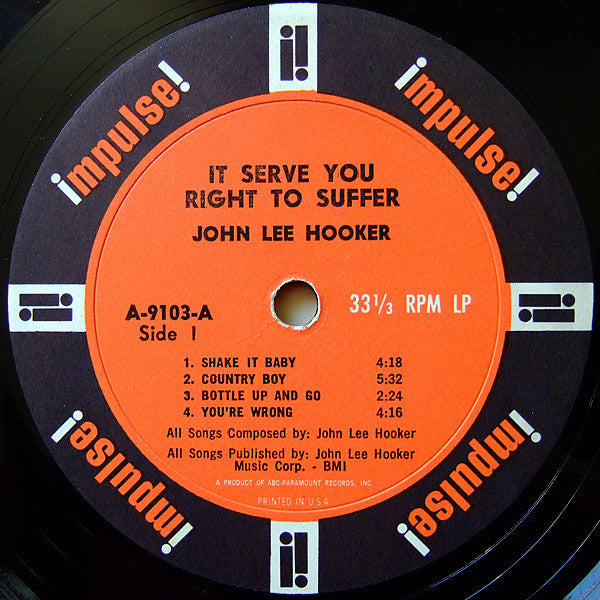 impulse!
impulse!
IT SERVE YOU
RIGHT TO SUFFER
JOHN LEE HOOKER
A-9103-A
Side 1
33 1/3 RPM LP
1. SHAKE IT BABY 4:18
2. COUNTRY BOY 5:32
3. BOTTLE UP AND GO 2:24
4. YOU'RE WRONG 4:16
All Songs Composed by: John Lee Hooker
All Songs Published by: John Lee Hooker
Music Corp. - BMI
A PRODUCT OF ABC-PARAMOUNT RECORDS, INC.
PRINTED IN U.S.A.
impulse!
impulse!